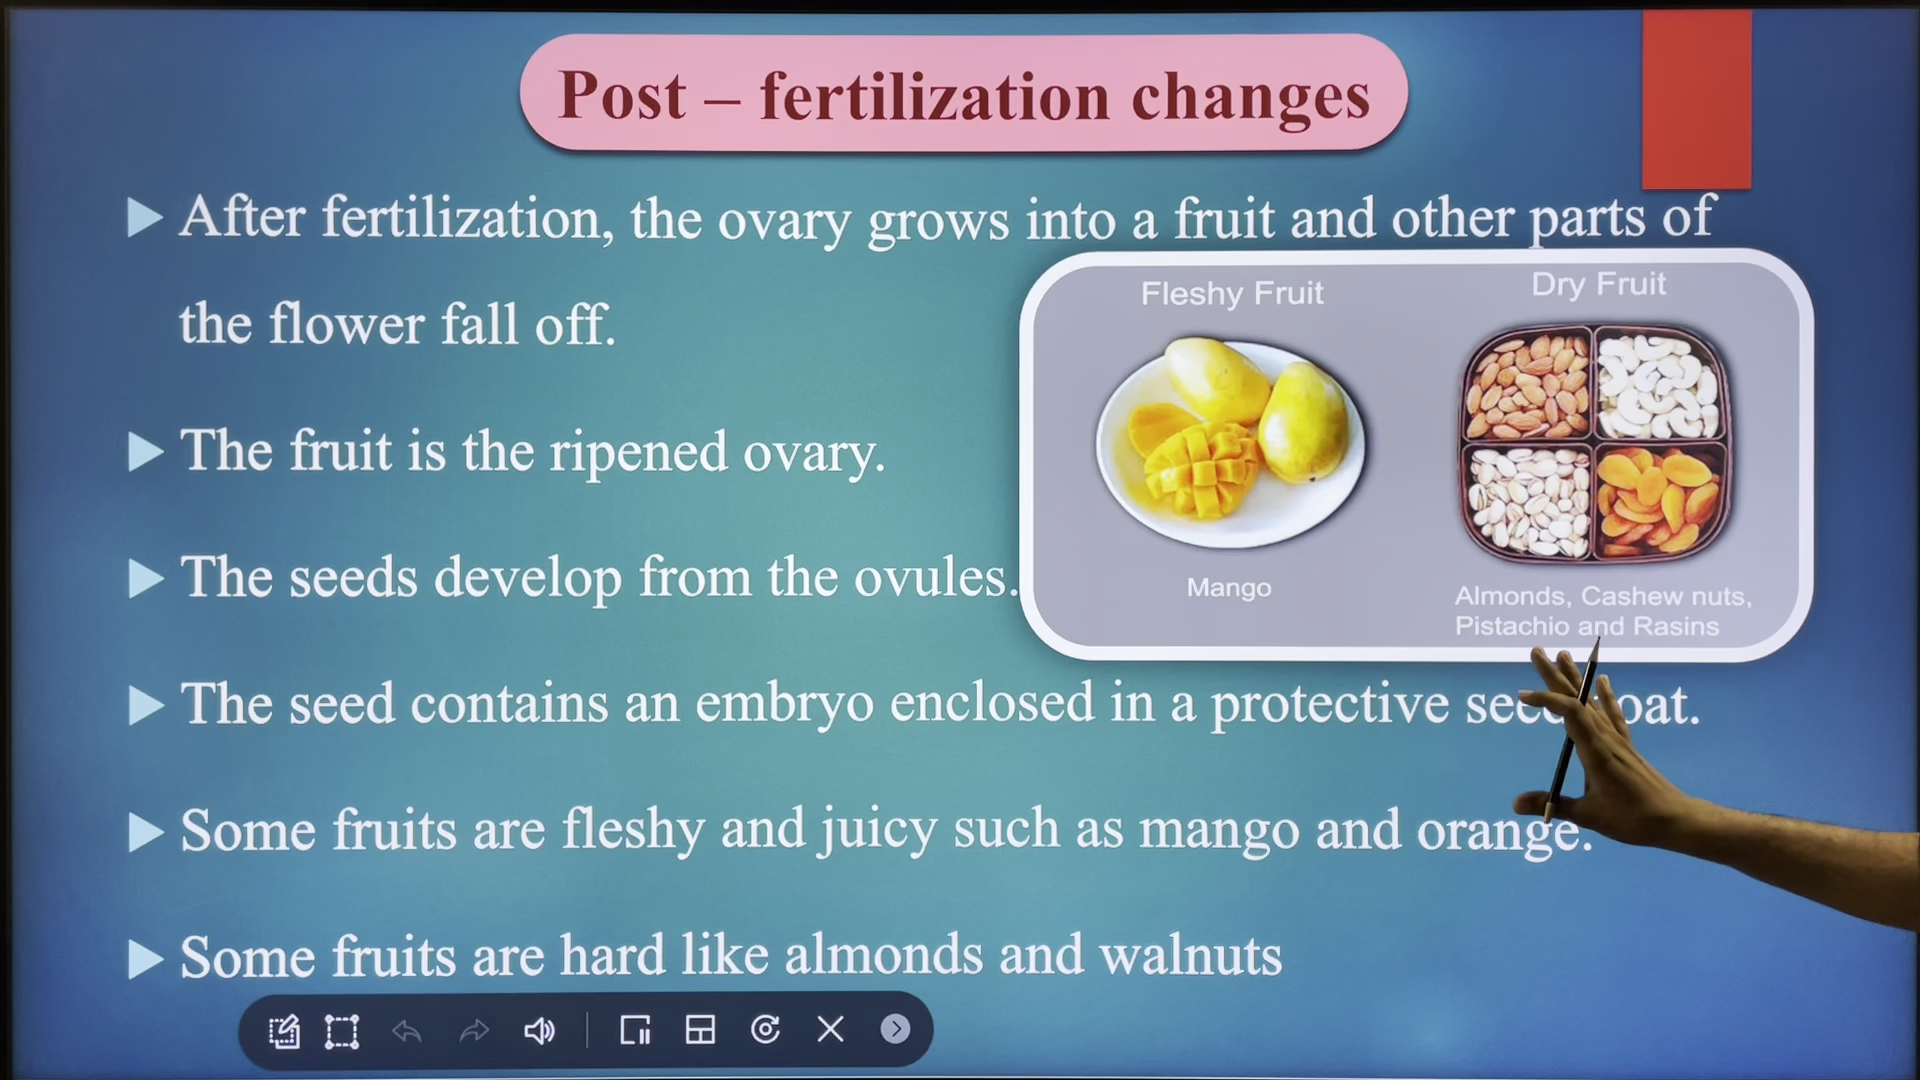 Post – fertilization changes
After fertilization, the ovary grows into a fruit and other parts of
the flower fall off.
Fleshy Fruit
Dry Fruit
Mango
Almonds, Cashew nuts,
Pistachio and Rasins
The fruit is the ripened ovary.
The seeds develop from the ovules.
The seed contains an embryo enclosed in a protective
Some fruits are fleshy and juicy such as mango and orange.
Some fruits are hard like almonds and walnuts